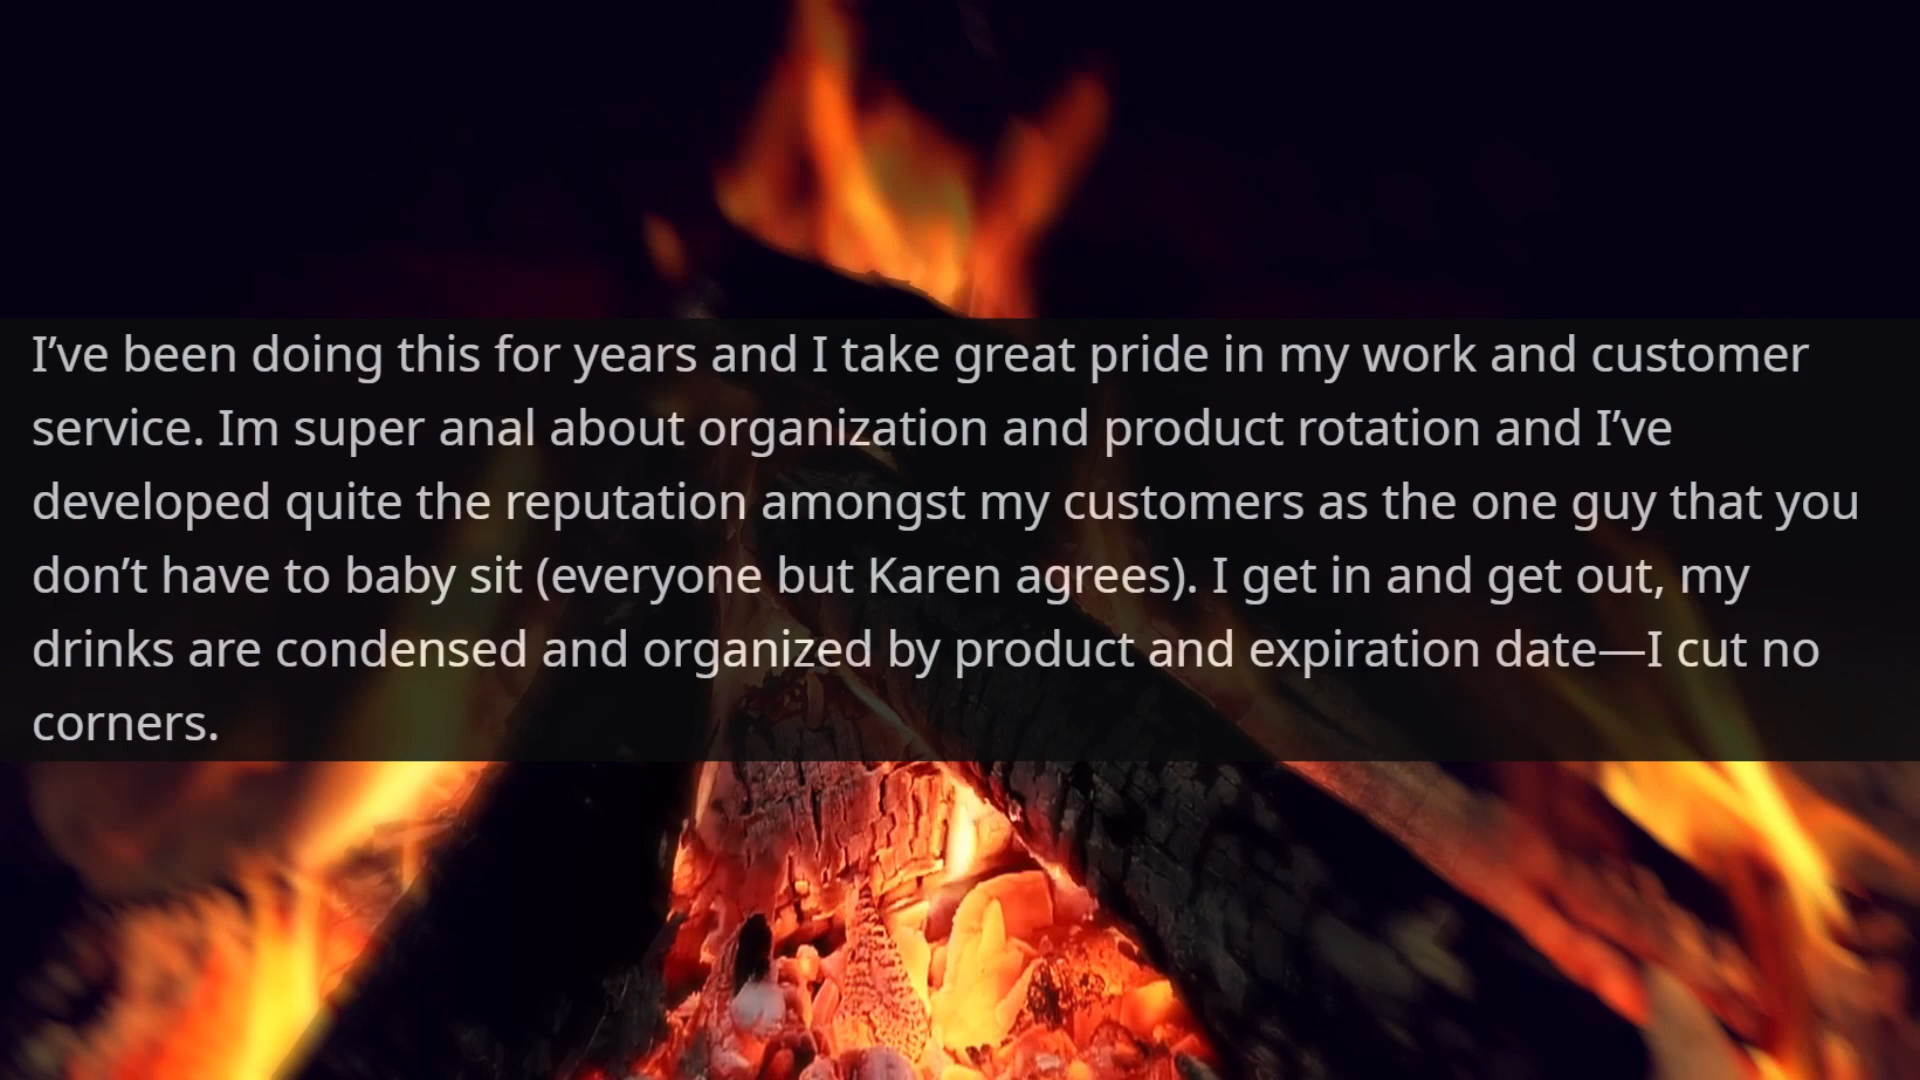 I’ve been doing this for years and I take great pride in my work and customer
service. Im super anal about organization and product rotation and I’ve
developed quite the reputation amongst my customers as the one guy that you
don’t have to baby sit (everyone but Karen agrees). I get in and get out, my
drinks are condensed and organized by product and expiration date—I cut no
corners.